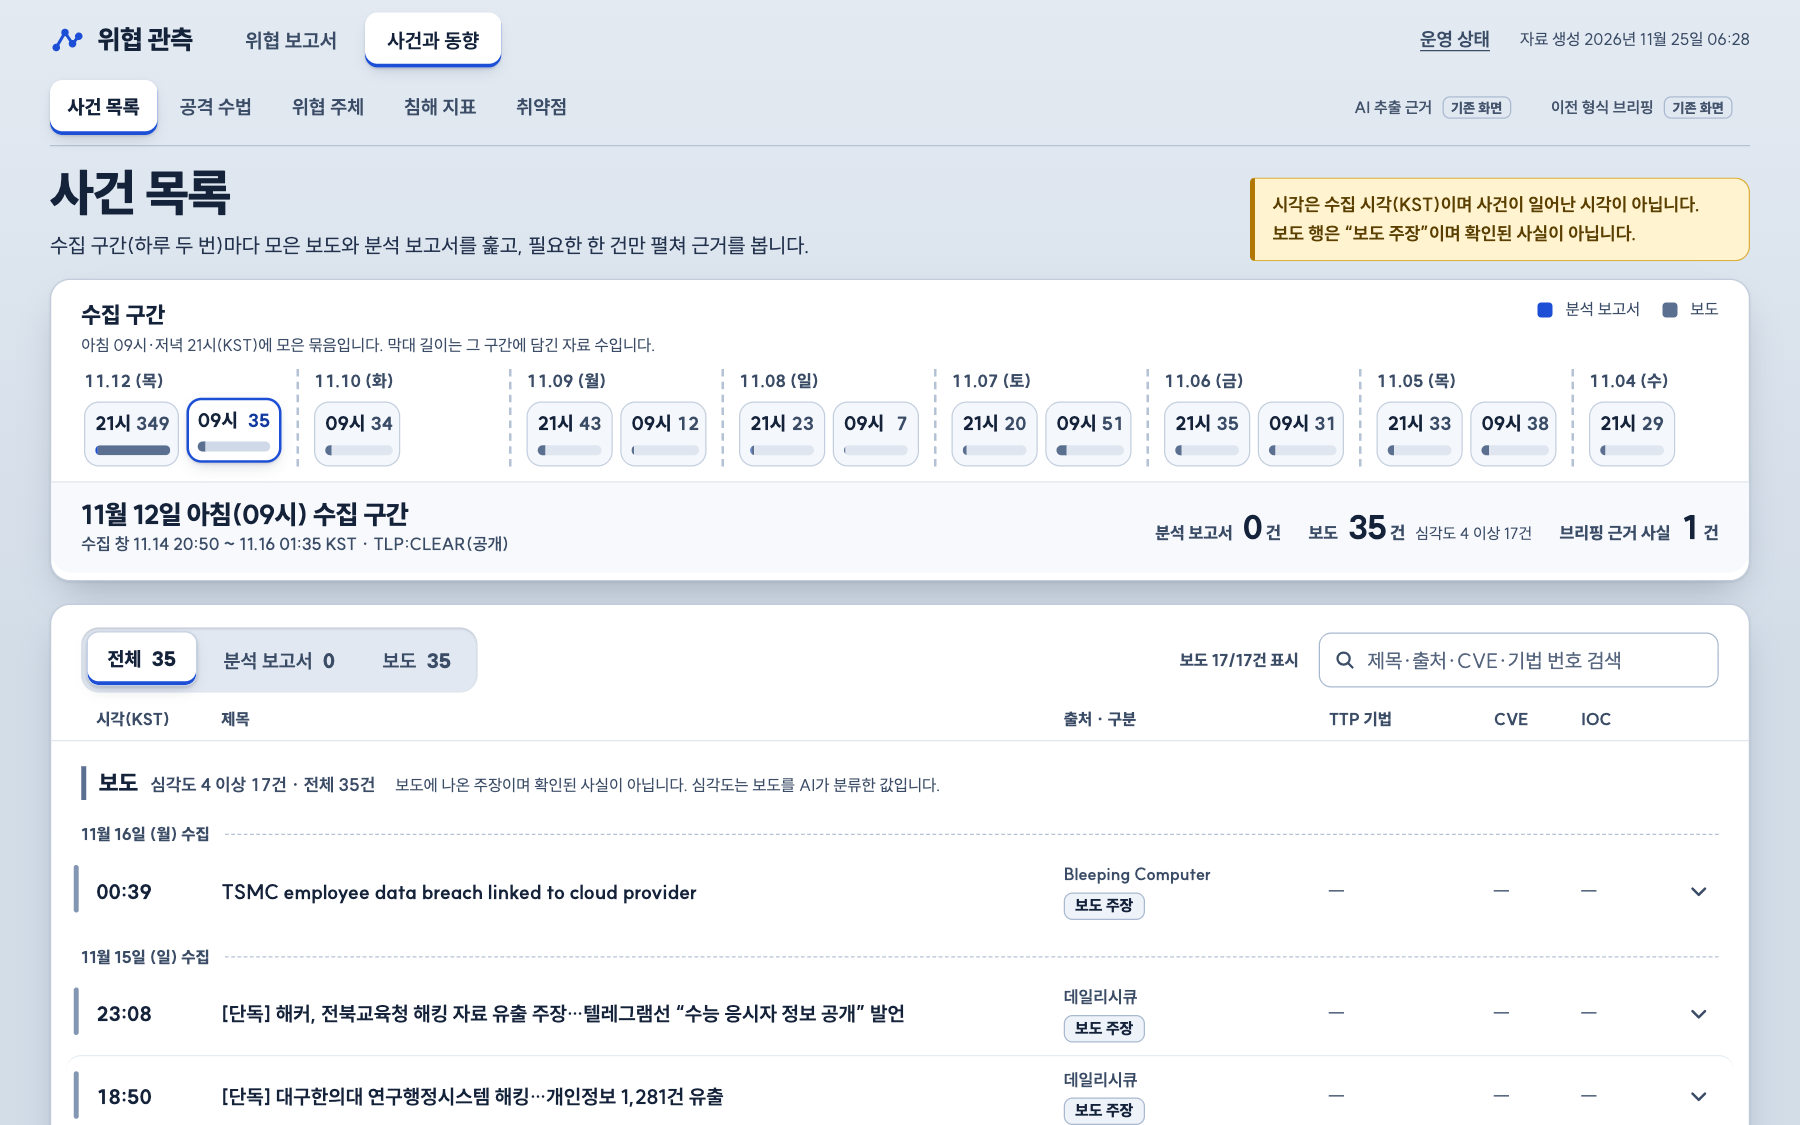 위협 관측
위협 보고서
사건과 동향
운영 상태
자료 생성 2026년 11월 25일 06:28
사건 목록
공격 수법
위협 주체
침해 지표
취약점
AI 추출 근거 기존 화면
이전 형식 브리핑 기존 화면
사건 목록
수집 구간(하루 두 번)마다 모은 보도와 분석 보고서를 훑고, 필요한 한 건만 펼쳐 근거를 봅니다.
시각은 수집 시각(KST)이며 사건이 일어난 시각이 아닙니다.
보도 행은 “보도 주장”이며 확인된 사실이 아닙니다.
수집 구간
분석 보고서
보도
아침 09시·저녁 21시(KST)에 모은 묶음입니다. 막대 길이는 그 구간에 담긴 자료 수입니다.
11.12 (목)
21시 349
09시 35
11.10 (화)
09시 34
11.09 (월)
21시 43
09시 12
11.08 (일)
21시 23
09시 7
11.07 (토)
21시 20
09시 51
11.06 (금)
21시 35
09시 31
11.05 (목)
21시 33
09시 38
11.04 (수)
21시 29
11월 12일 아침(09시) 수집 구간
수집 창 11.14 20:50 ~ 11.16 01:35 KST · TLP:CLEAR(공개)
분석 보고서 0건
보도 35건 심각도 4 이상 17건
브리핑 근거 사실 1건
전체 35
분석 보고서 0
보도 35
보도 17/17건 표시
제목·출처·CVE·기법 번호 검색
시각(KST) 제목 출처 · 구분 TTP 기법 CVE IOC
보도 심각도 4 이상 17건 · 전체 35건 보도에 나온 주장이며 확인된 사실이 아닙니다. 심각도는 보도를 AI가 분류한 값입니다.
11월 16일 (월) 수집
00:39 TSMC employee data breach linked to cloud provider
Bleeping Computer
보도 주장
— — —
11월 15일 (일) 수집
23:08 [단독] 해커, 전북교육청 해킹 자료 유출 주장…텔레그램선 “수능 응시자 정보 공개” 발언
데일리시큐
보도 주장
— — —
18:50 [단독] 대구한의대 연구행정시스템 해킹…개인정보 1,281건 유출
데일리시큐
보도 주장
— — —